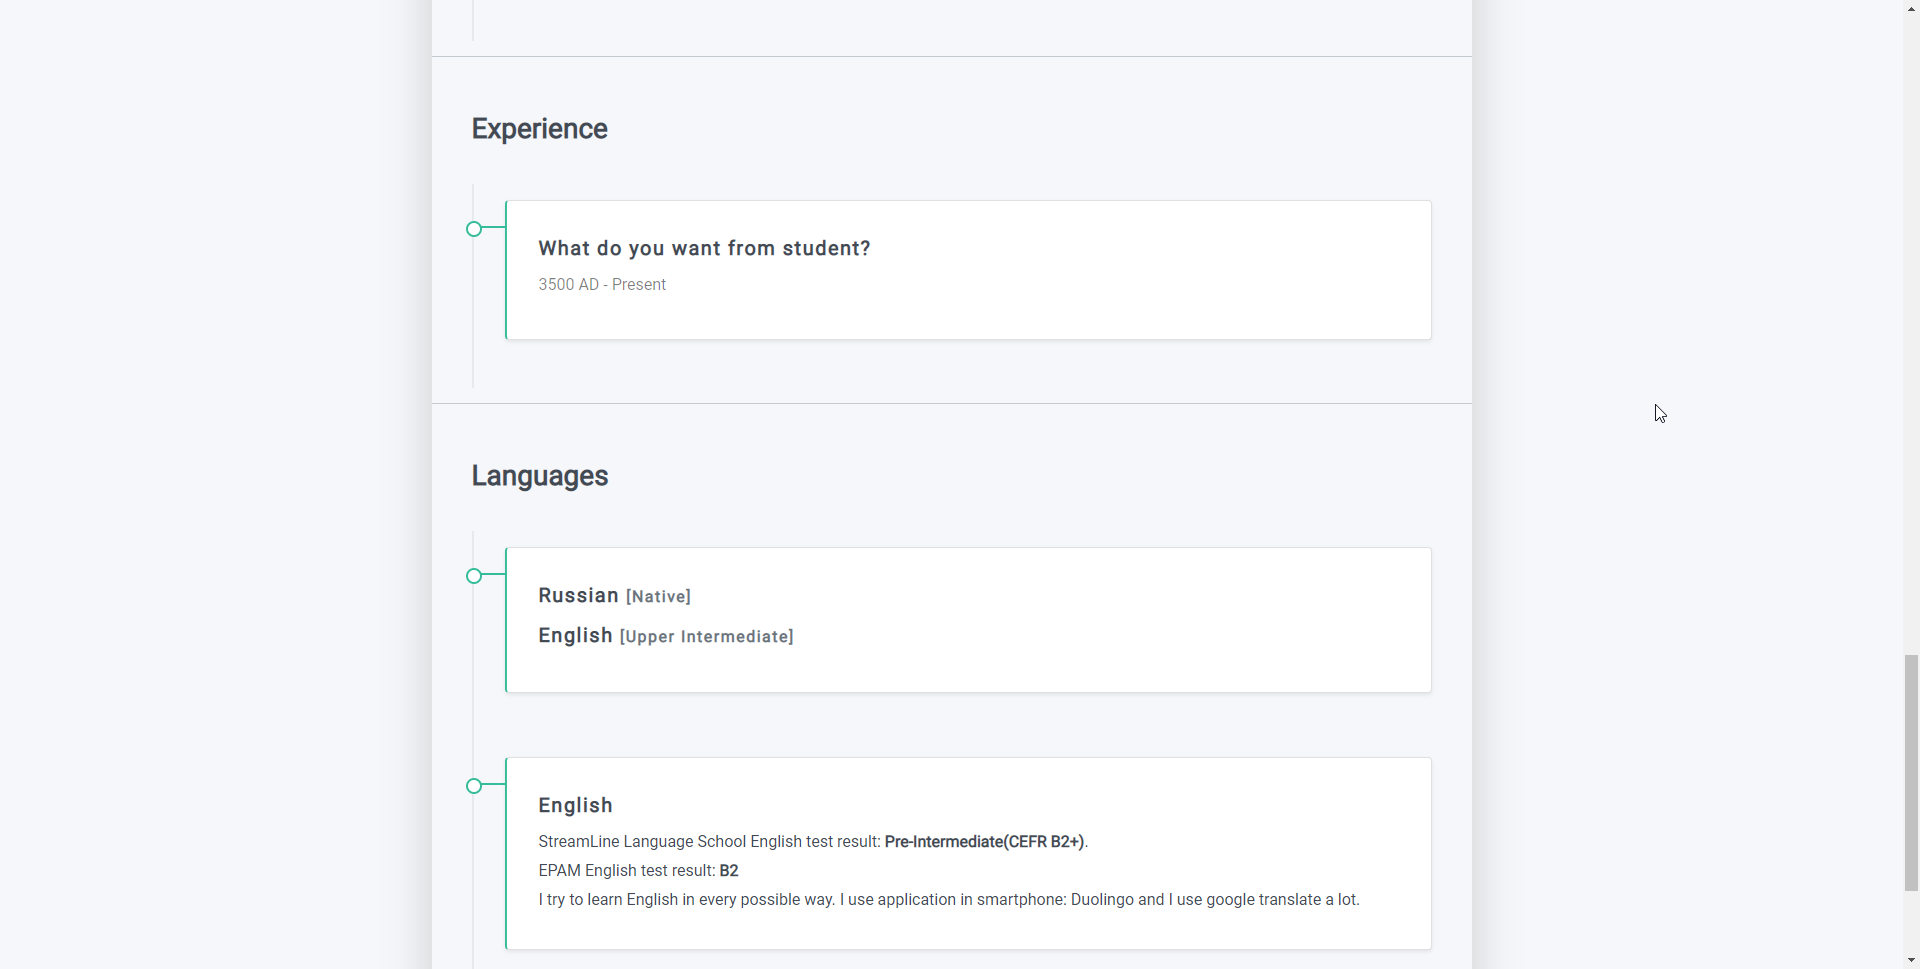 Experience
What do you want from student?
3500 AD - Present
Languages
Russian [Native]
English [Upper Intermediate]
English
StreamLine Language School English test result: Pre-Intermediate(CEFR B2+).
EPAM English test result: B2
I try to learn English in every possible way. I use application in smartphone: Duolingo and I use google translate a lot.